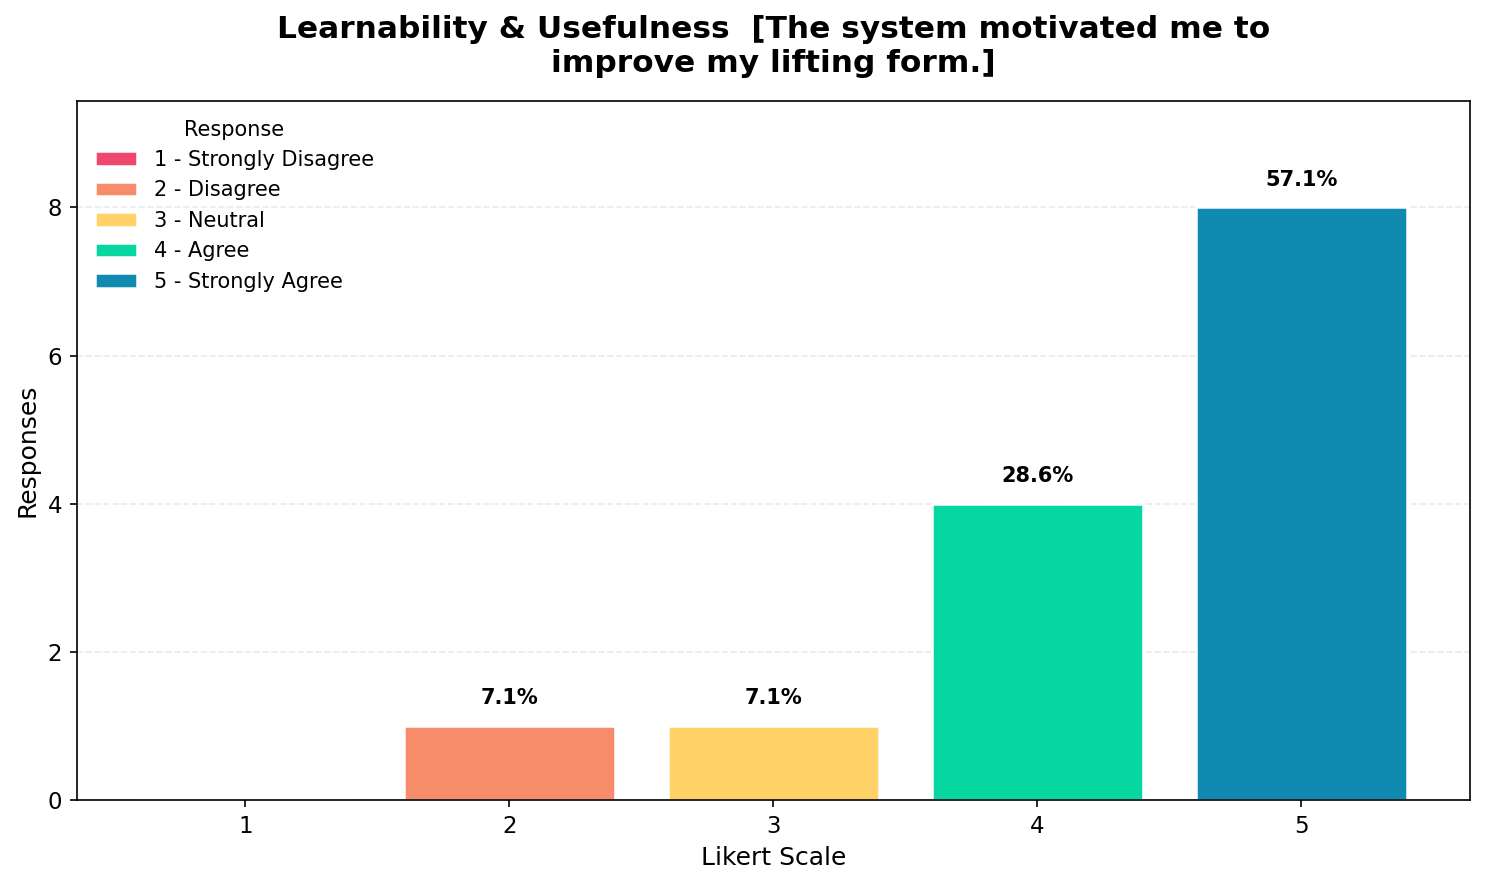 Learnability & Usefulness  [The system motivated me to
improve my lifting form.]
Response
1 - Strongly Disagree
2 - Disagree
3 - Neutral
4 - Agree
5 - Strongly Agree
57.1%
28.6%
7.1%
7.1%
8
6
4
2
0
Responses
1
2
3
4
5
Likert Scale